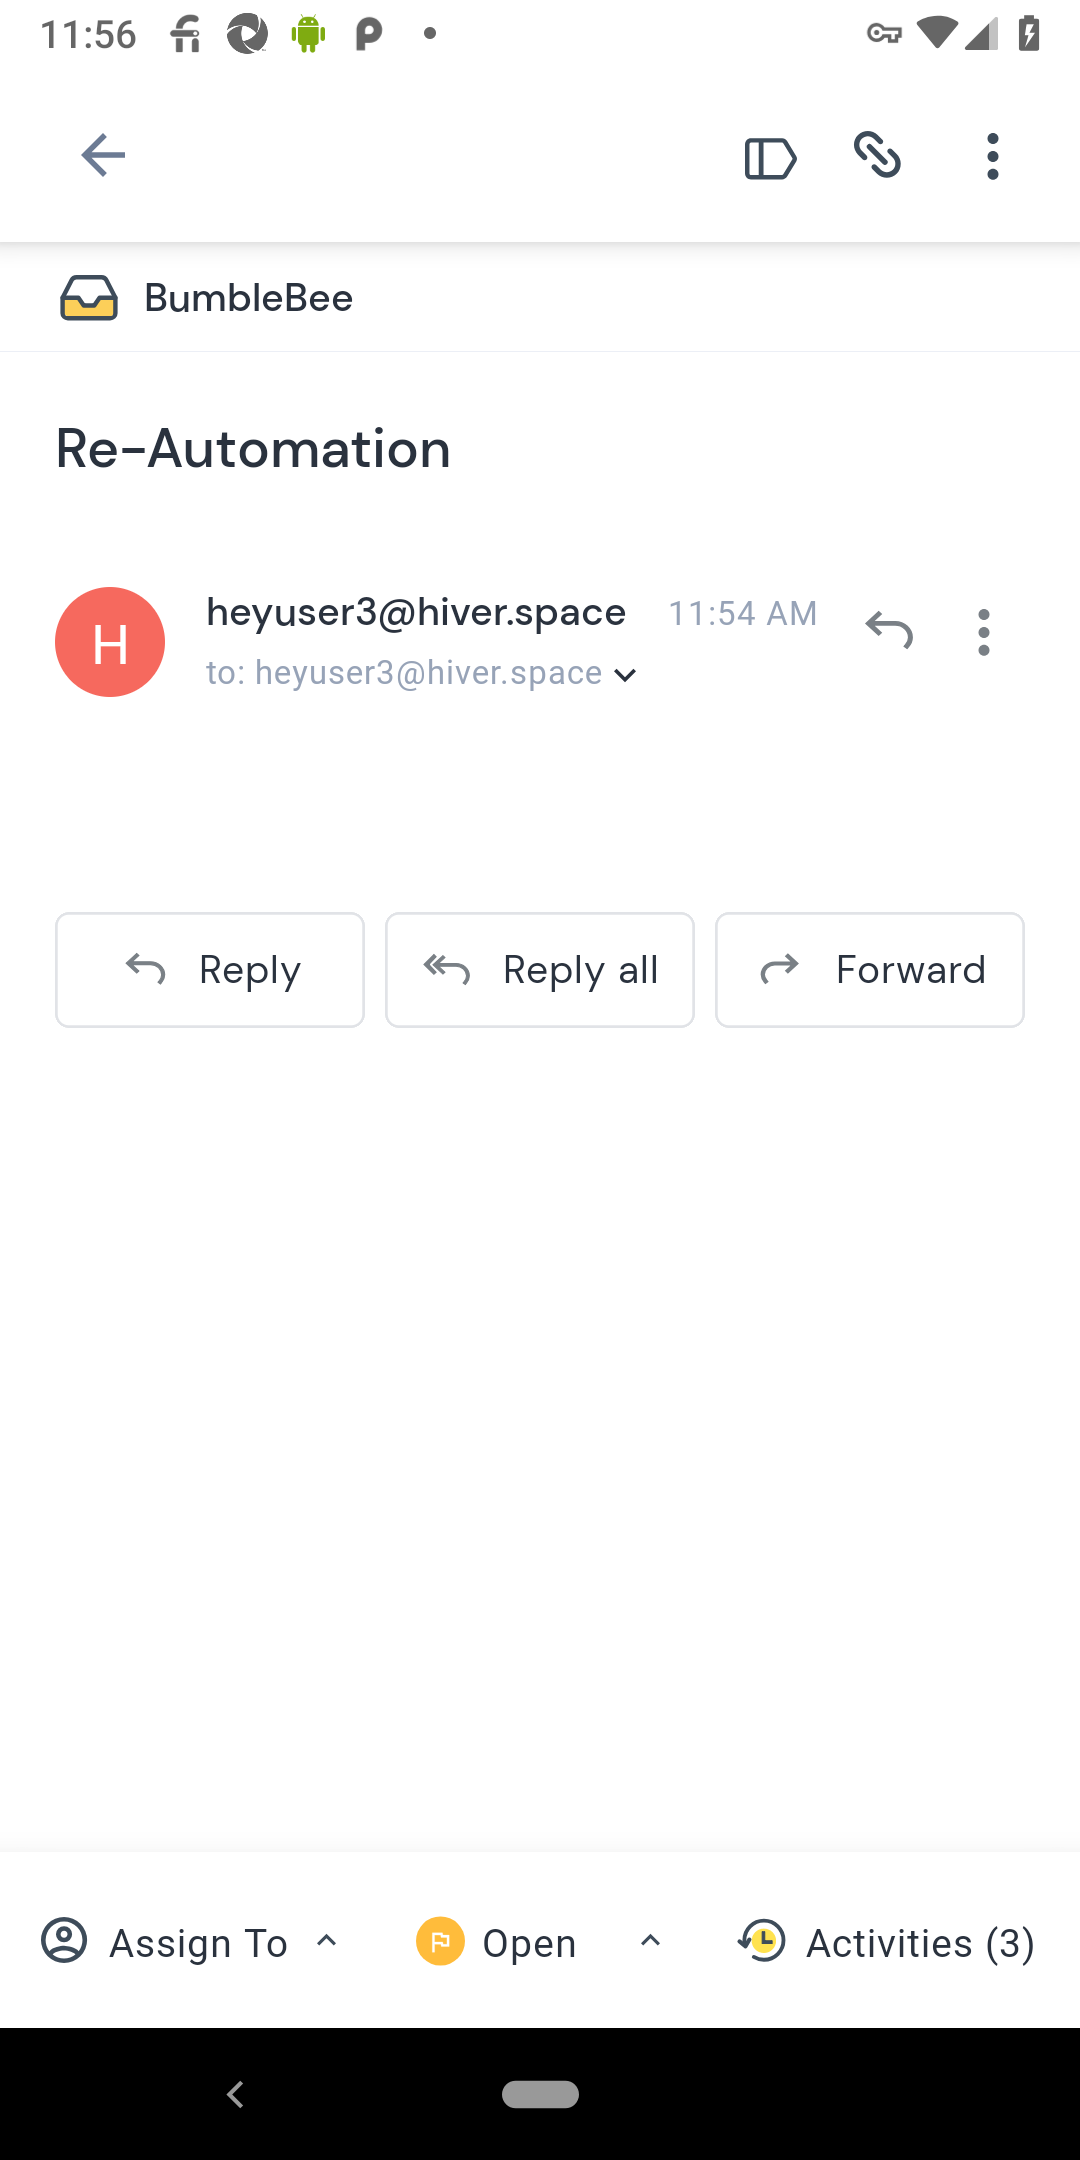 11:56
BumbleBee
Re-Automation
H
heyuser3@hiver.space 11:54 AM
to: heyuser3@hiver.space
Reply Reply all Forward
Assign To Open Activities (3)